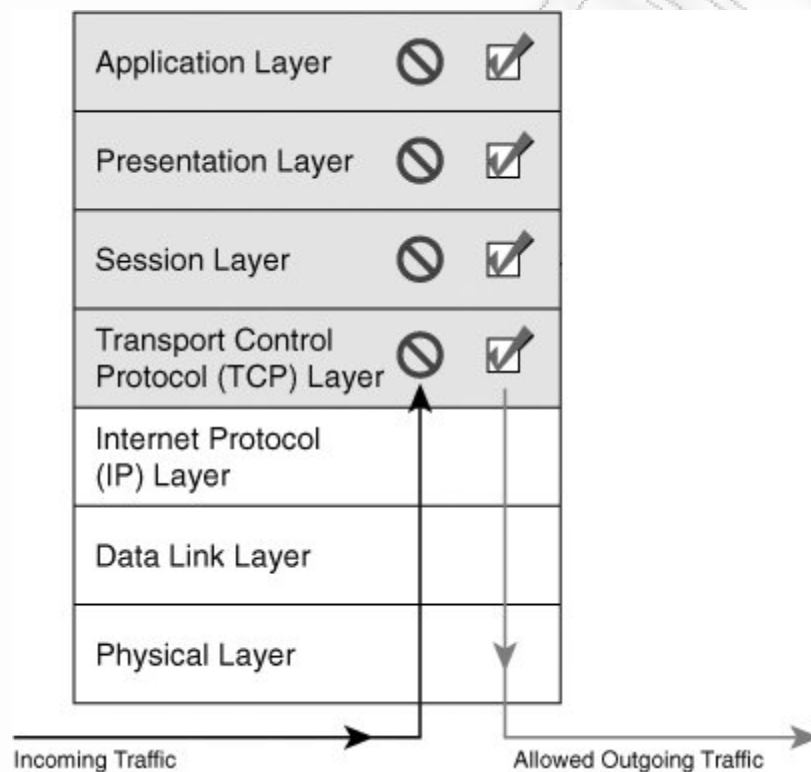 Application Layer
Presentation Layer
Session Layer
Transport Control
Protocol (TCP) Layer
Internet Protocol
(IP) Layer
Data Link Layer
Physical Layer
Incoming Traffic
Allowed Outgoing Traffic